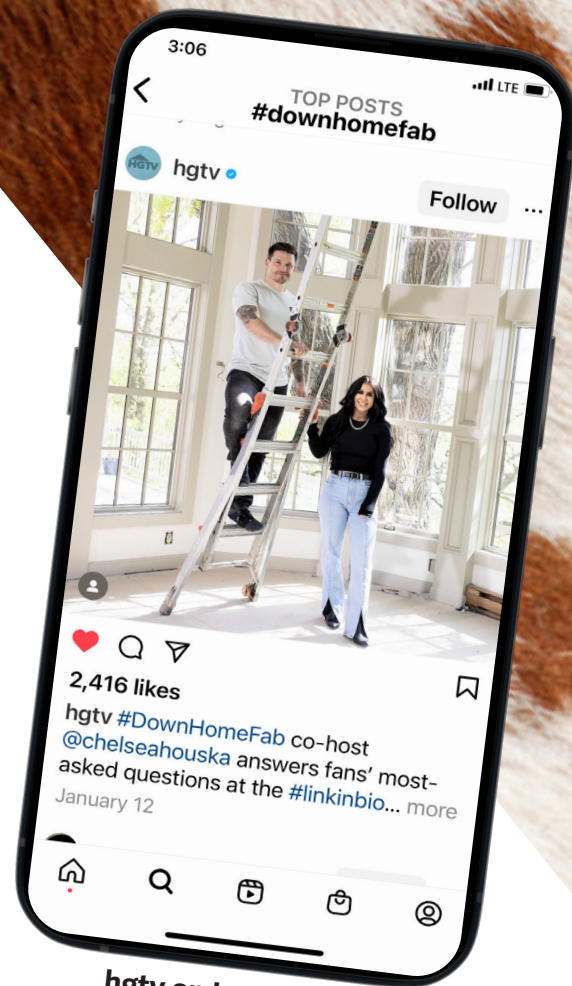 3:06
LTE
TOP POSTS
#downhomefab
HGTV
hgtv
Follow
2,416 likes
hgtv #DownHomeFab co-host
@chelseahouska answers fans' most-
asked questions at the #linkinbio... more
January 12
hgtv